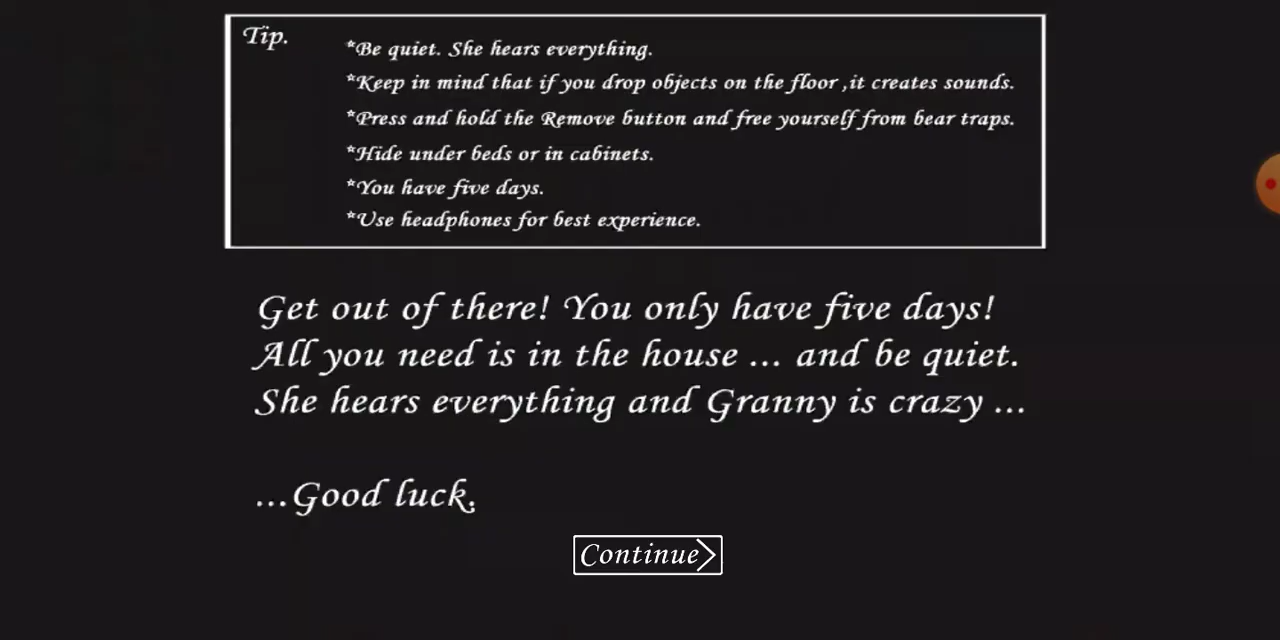 Tip.
*Be quiet. She hears everything.
*Keep in mind that if you drop objects on the floor ,it creates sounds.
*Press and hold the Remove button and free yourself from bear traps.
*Hide under beds or in cabinets.
*You have five days.
*Use headphones for best experience.
Get out of there! You only have five days!
All you need is in the house ... and be quiet.
She hears everything and Granny is crazy ...
...Good luck.
Continue